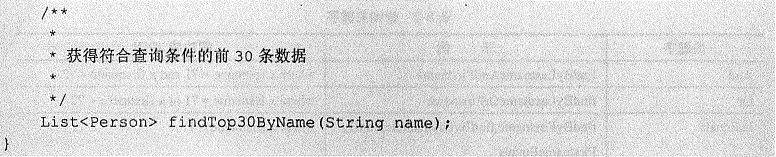 /**
*
* 获得符合查询条件的前 30 条数据
*
*/
List<Person> findTop30ByName(String name);
}